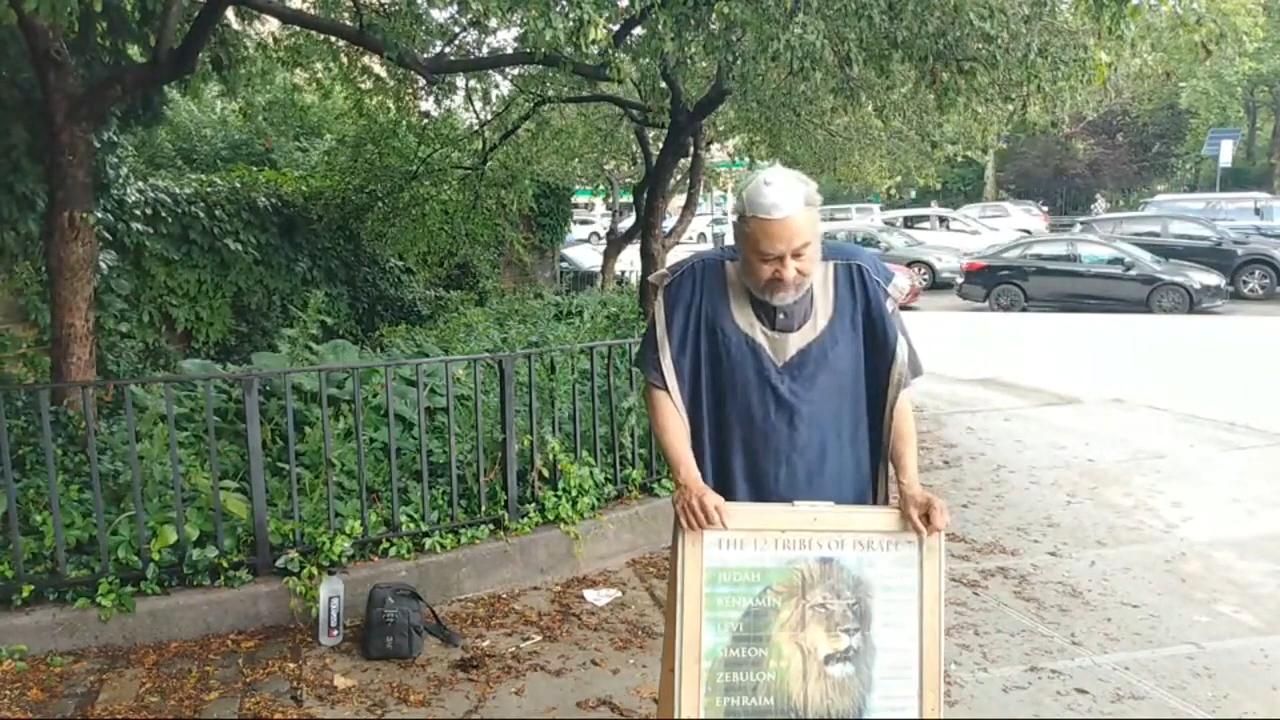 THE 12 TRIBES OF ISRAEL
JUDAH
BENJAMIN
LEVI
SIMEON
ZEBULON
EPHRAIM